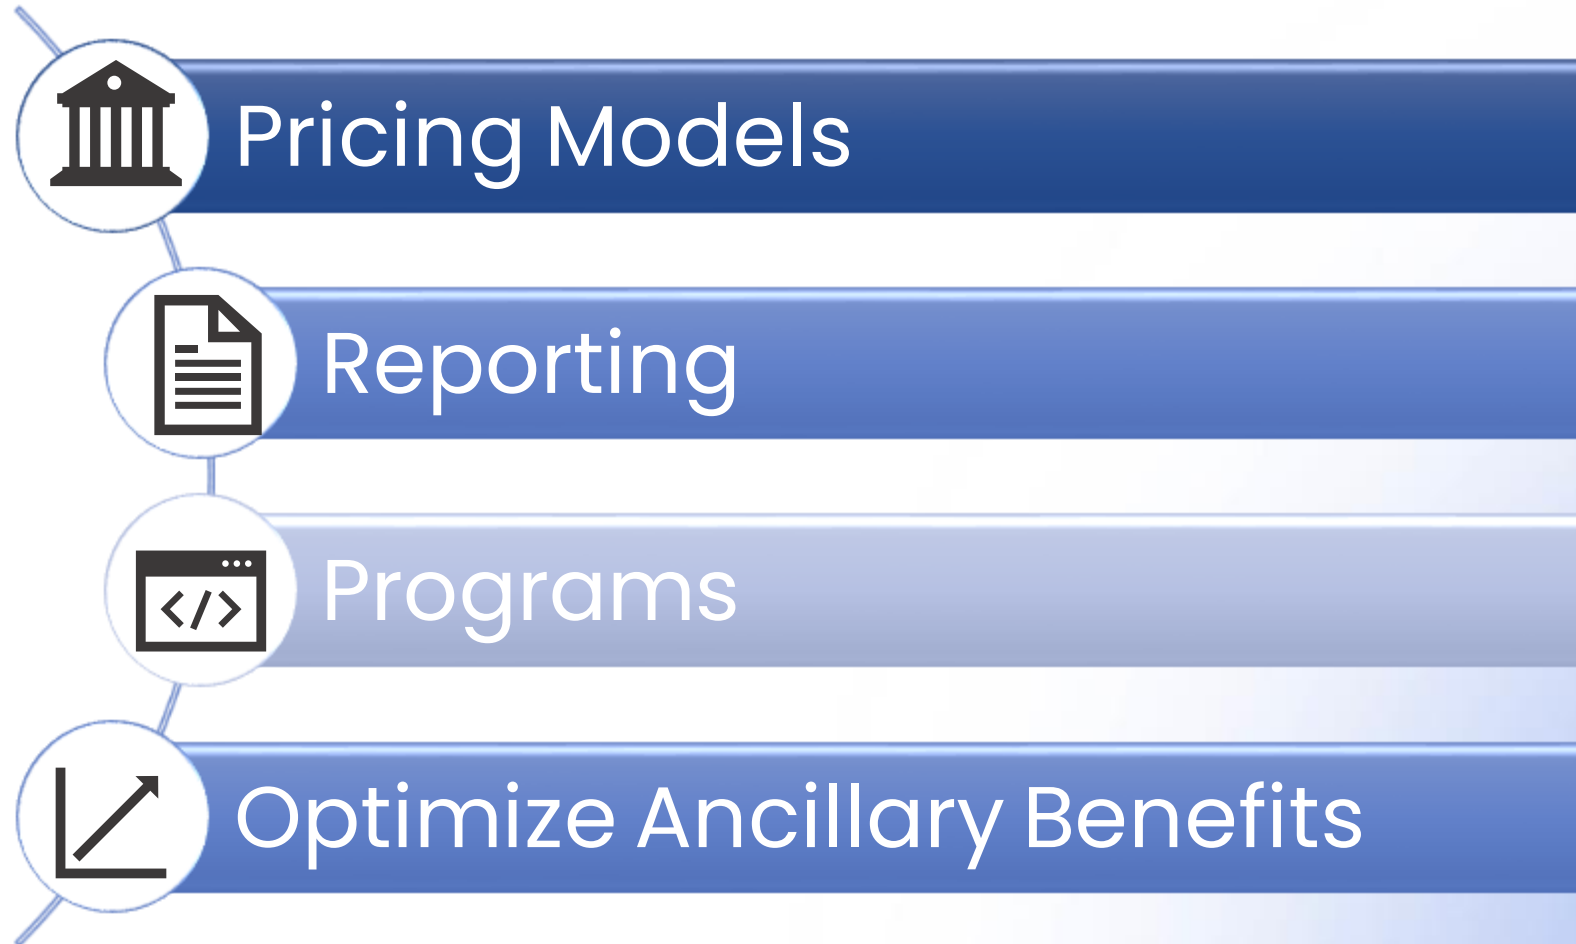 Pricing Models
Reporting
</>
Programs
Optimize Ancillary Benefits